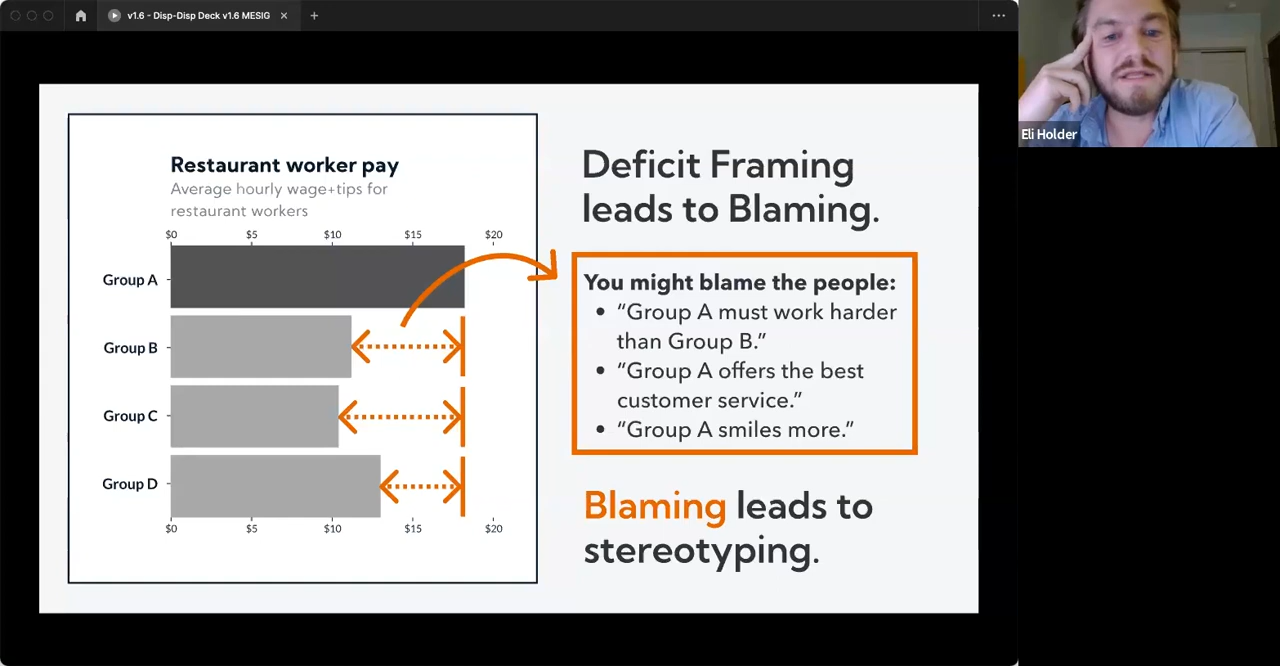 v1.6 - Disp-Disp Deck v1.6 MESIG
Eli Holder
Restaurant worker pay
Average hourly wage+tips for
restaurant workers
$0 $5 $10 $15 $20
Group A
Group B
Group C
Group D
$0 $5 $10 $15 $20
Deficit Framing
leads to Blaming.
You might blame the people:
• “Group A must work harder
than Group B.”
• “Group A offers the best
customer service.”
• “Group A smiles more.”
Blaming leads to
stereotyping.